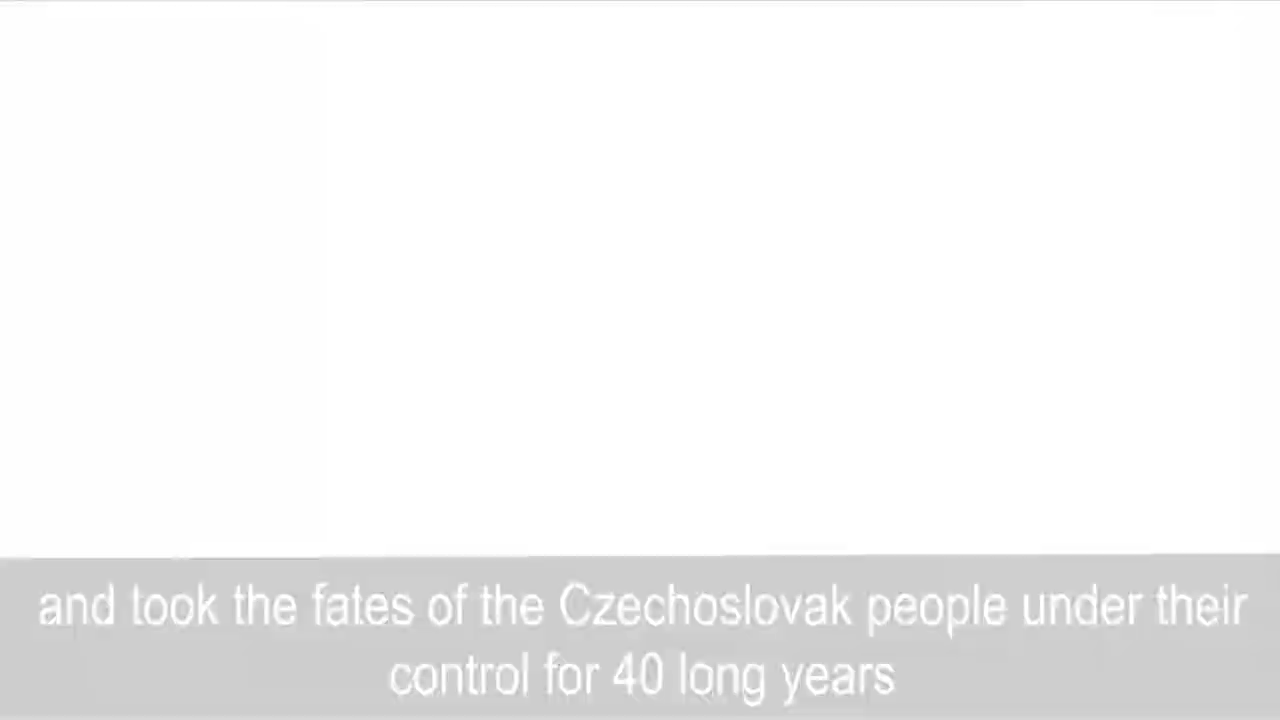 and took the fates of the Czechoslovak people under their
control for 40 long years